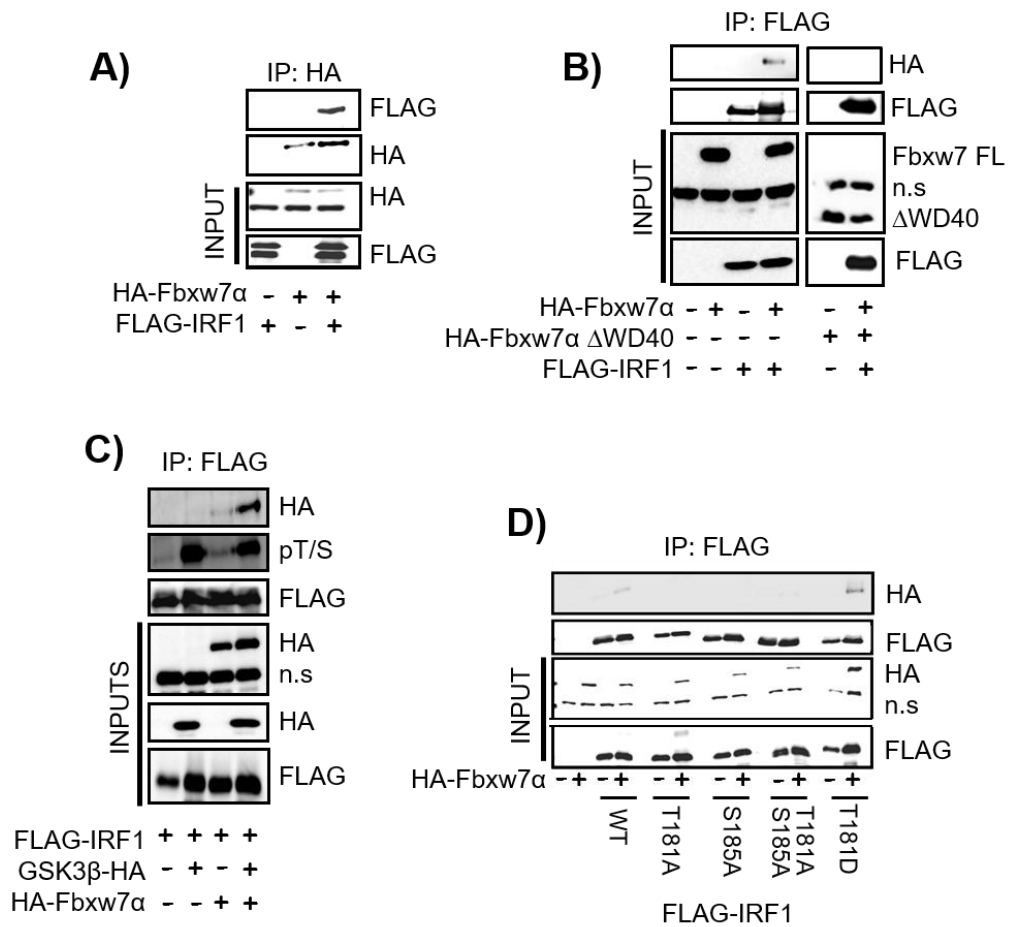 A)
IP: HA
FLAG
HA
INPUT
HA
FLAG
HA-Fbxw7α - + +
FLAG-IRF1 + - +
B)
IP: FLAG
HA
FLAG
INPUT
Fbxw7 FL
n.s
ΔWD40
FLAG
HA-Fbxw7α - + - + - +
HA-Fbxw7α ΔWD40 - - - - + +
FLAG-IRF1 - - + + - +
C)
IP: FLAG
HA
pT/S
FLAG
INPUTS
HA
n.s
HA
FLAG
FLAG-IRF1 + + + +
GSK3β-HA - + - +
HA-Fbxw7α - - + +
D)
IP: FLAG
HA
FLAG
INPUT
HA
n.s
FLAG
HA-Fbxw7α - + - + - + - + - + - +
WT
T181A
S185A
T181A
S185A
T181D
FLAG-IRF1